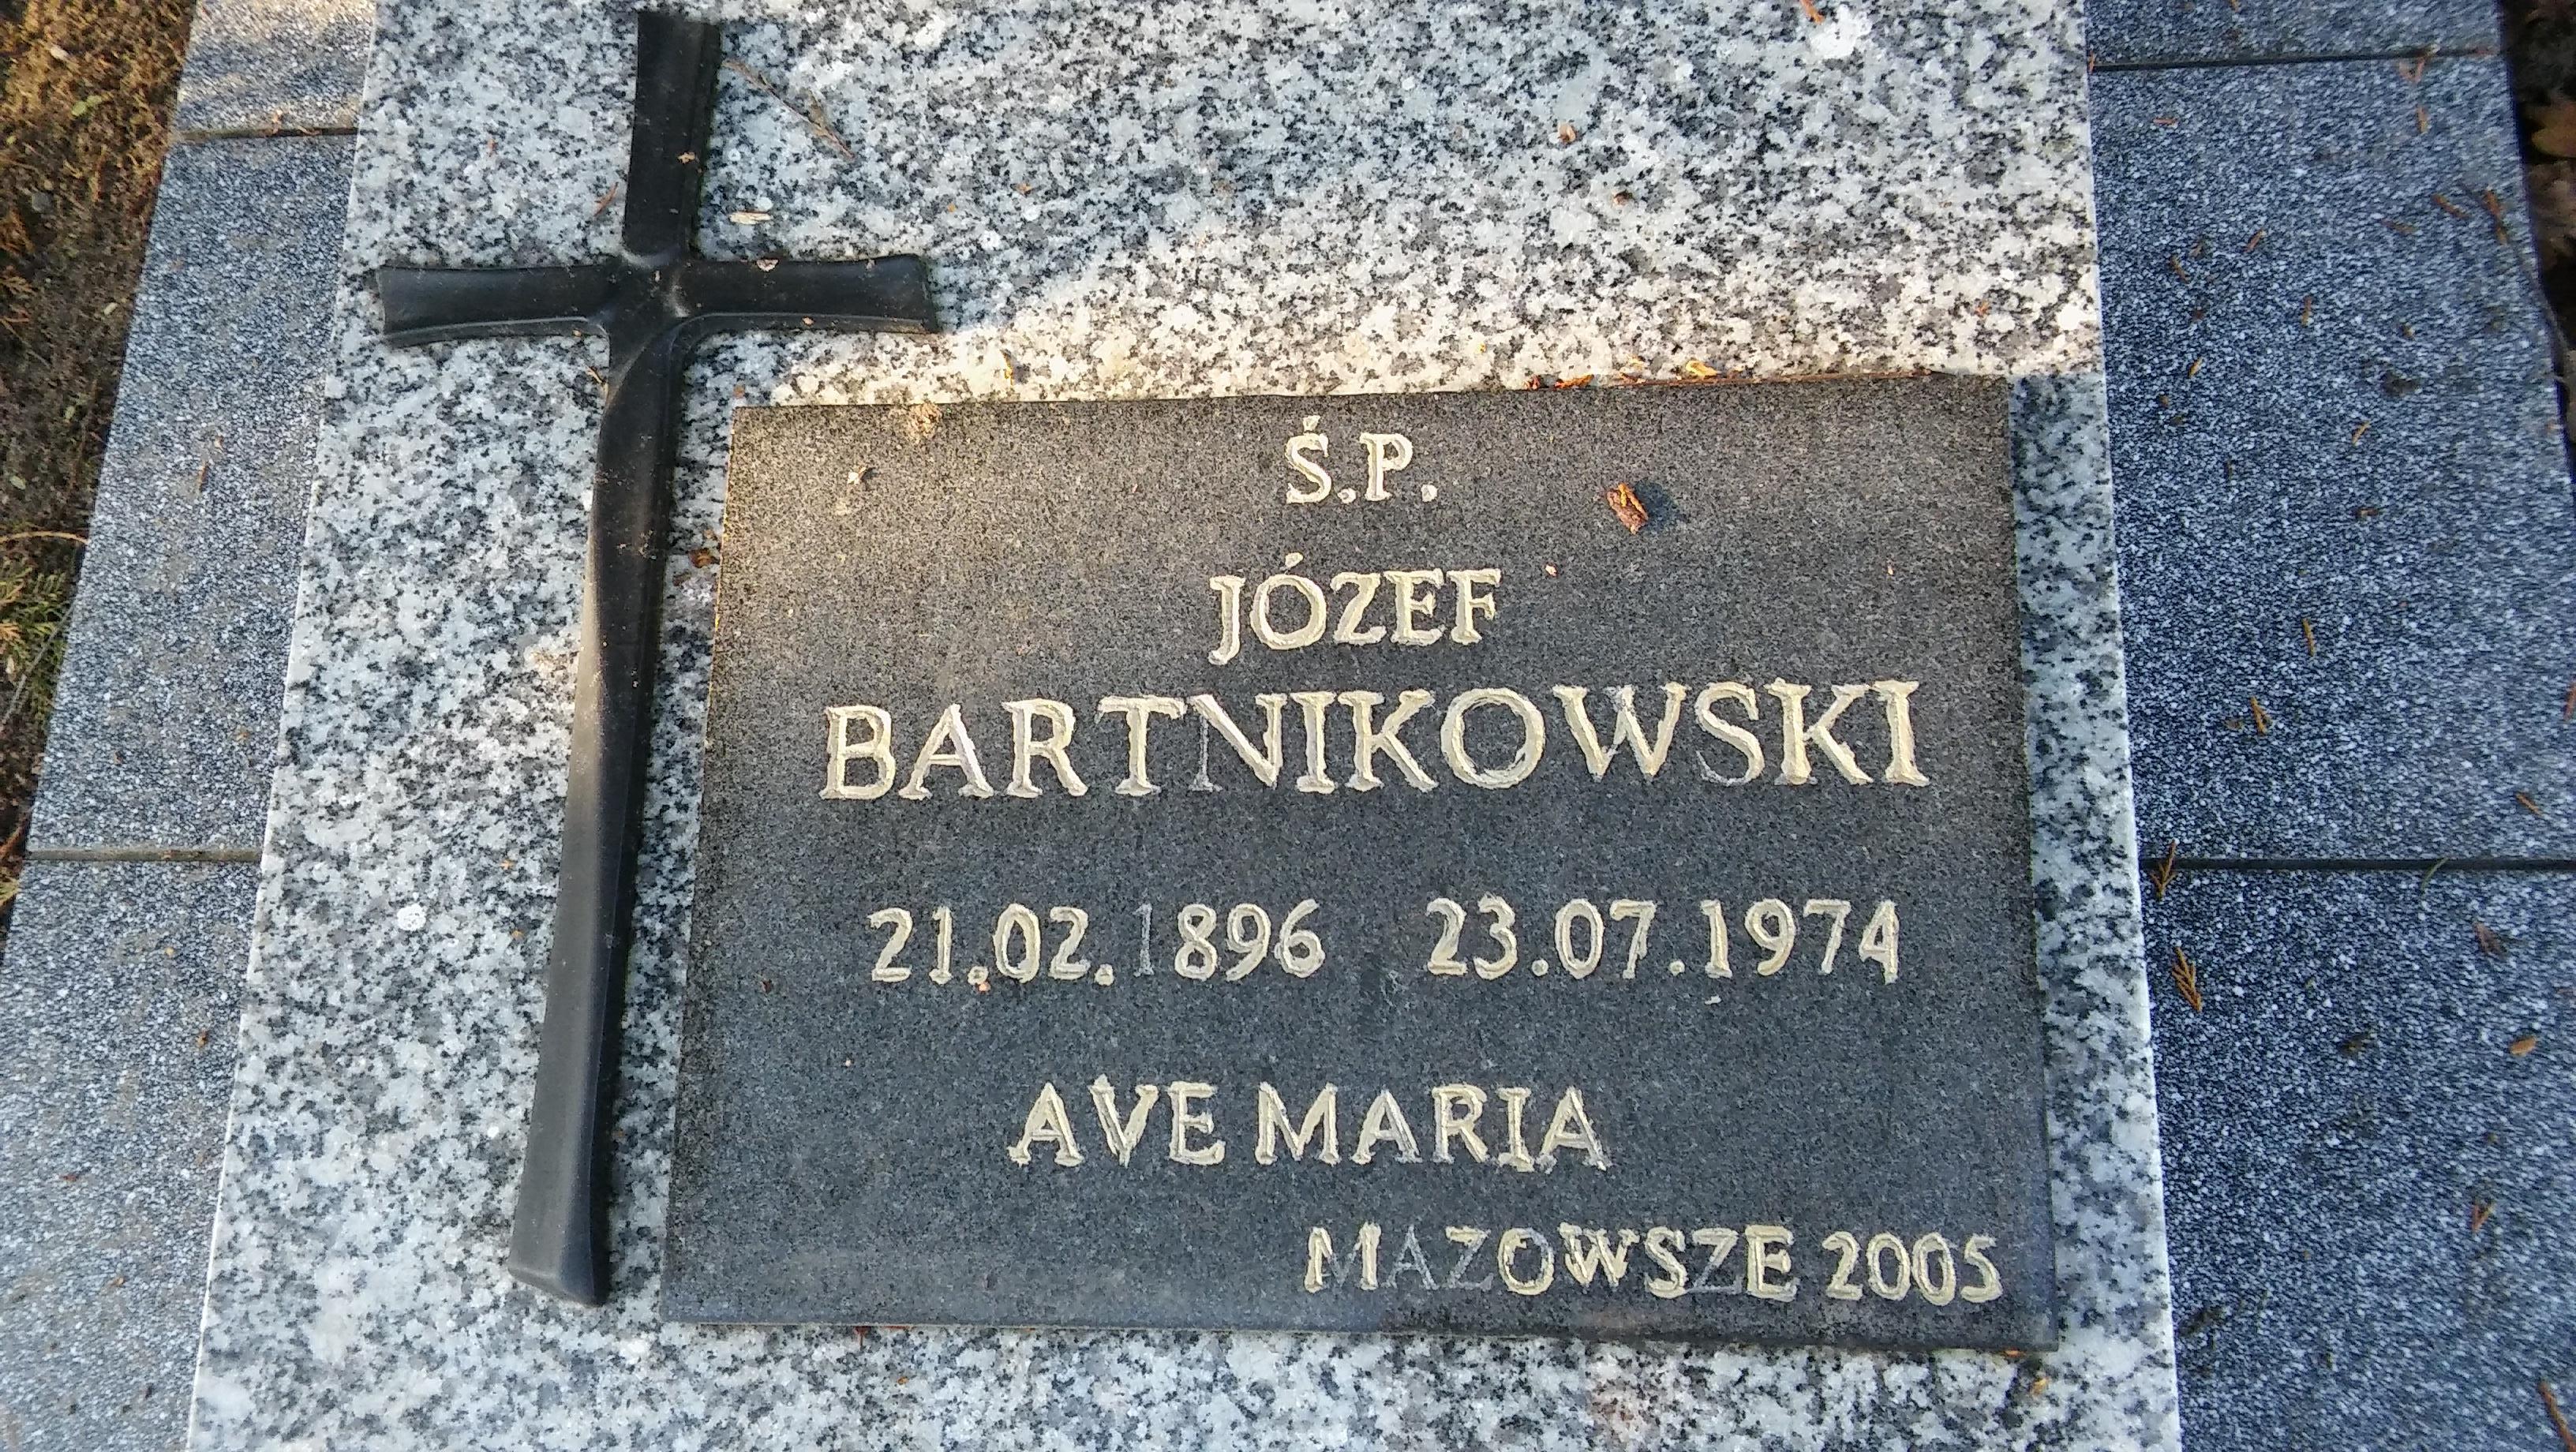 Ś.P.
JÓZEF
BARTNIKOWSKI
21.02.1896 23.07.1974
AVE MARIA
MAZOWSZE 2005